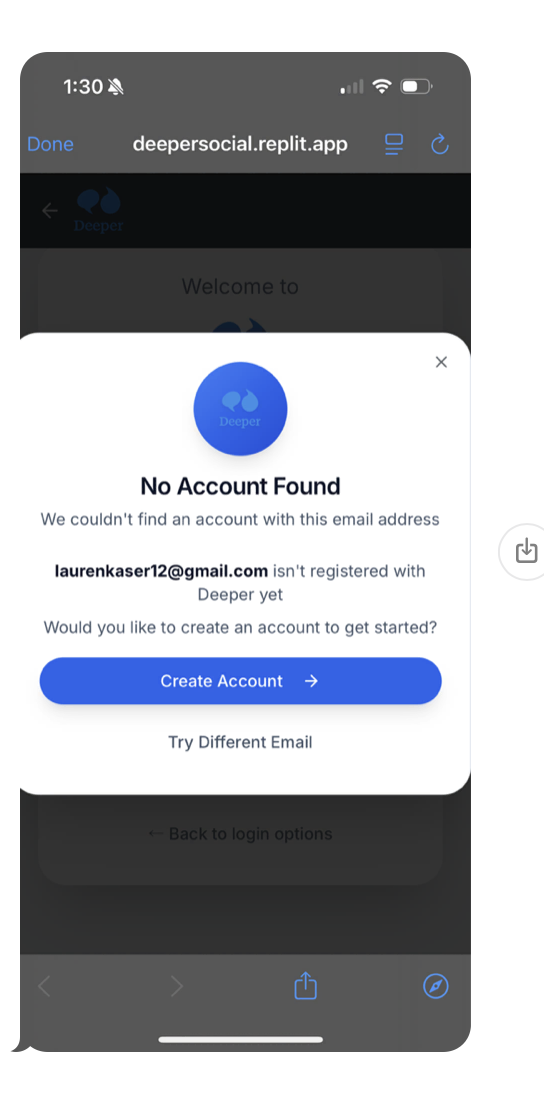 1:30
Done
deepersocial.replit.app
Deeper
Welcome to
Deeper
No Account Found
We couldn't find an account with this email address
laurenkaser12@gmail.com isn't registered with
Deeper yet
Would you like to create an account to get started?
Create Account →
Try Different Email
← Back to login options